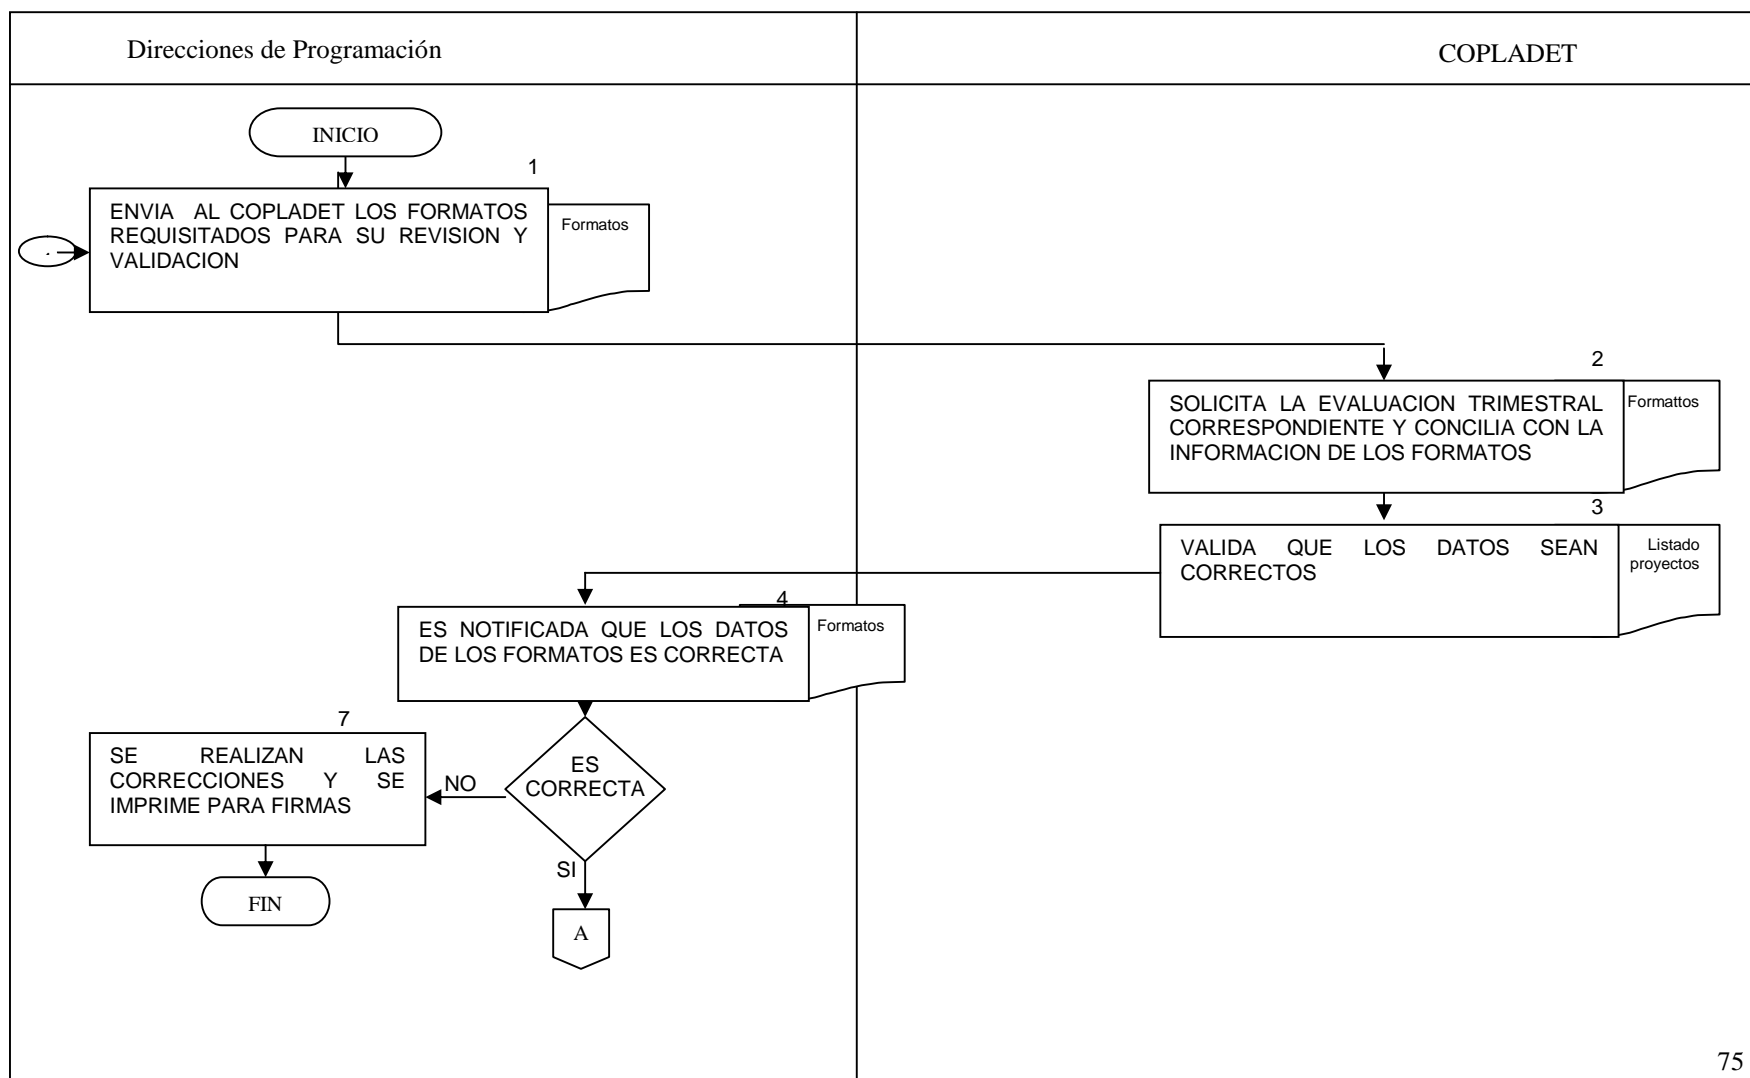 Direcciones de Programación
COPLADET
INICIO
1
ENVIA AL COPLADET LOS FORMATOS
REQUISITADOS PARA SU REVISION Y
VALIDACION
Formatos
2
SOLICITA LA EVALUACION TRIMESTRAL
CORRESPONDIENTE Y CONCILIA CON LA
INFORMACION DE LOS FORMATOS
Formattos
3
VALIDA QUE LOS DATOS SEAN
CORRECTOS
Listado
proyectos
4
ES NOTIFICADA QUE LOS DATOS
DE LOS FORMATOS ES CORRECTA
Formatos
7
SE REALIZAN LAS
CORRECCIONES Y SE
IMPRIME PARA FIRMAS
NO
ES
CORRECTA
SI
FIN
A
75